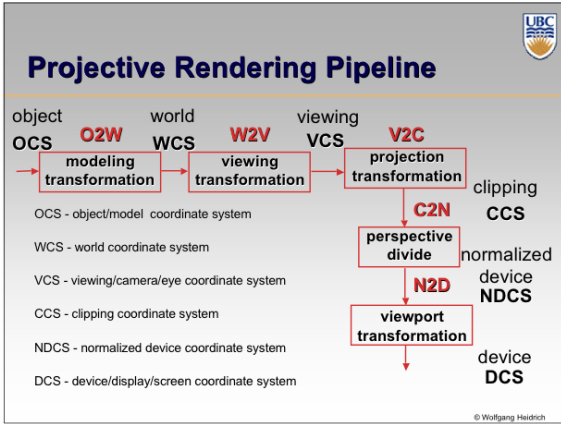 UBC
Projective Rendering Pipeline
object
OCS
O2W
world
WCS
W2V
viewing
VCS
V2C
modeling
transformation
viewing
transformation
projection
transformation
clipping
CCS
C2N
perspective
divide
normalized
device
NDCS
N2D
viewport
transformation
device
DCS
OCS - object/model coordinate system
WCS - world coordinate system
VCS - viewing/camera/eye coordinate system
CCS - clipping coordinate system
NDCS - normalized device coordinate system
DCS - device/display/screen coordinate system
© Wolfgang Heidrich